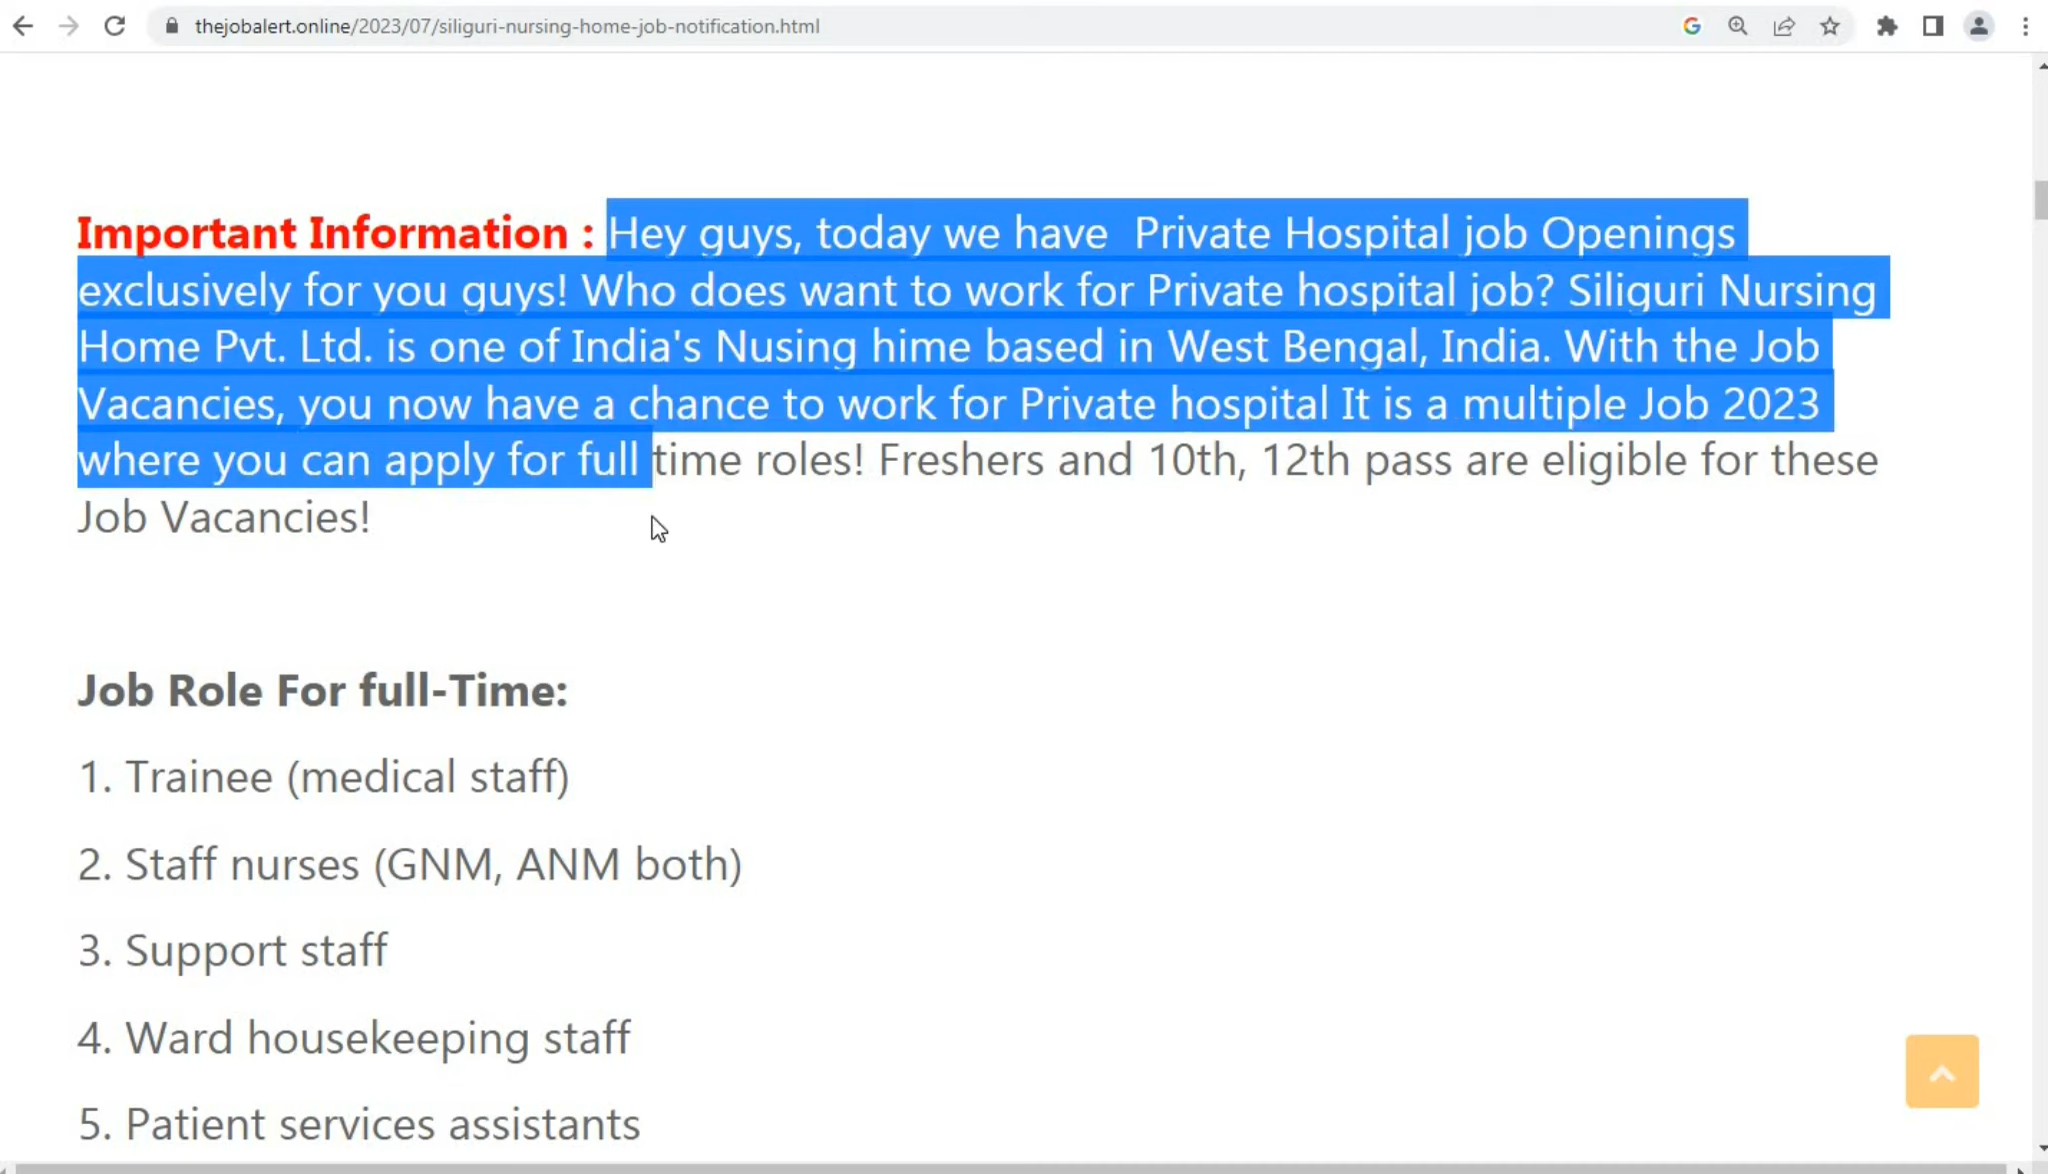 thejobalert.online/2023/07/siliguri-nursing-home-job-notification.html
Important Information : Hey guys, today we have  Private Hospital job Openings
exclusively for you guys! Who does want to work for Private hospital job? Siliguri Nursing
Home Pvt. Ltd. is one of India's Nusing hime based in West Bengal, India. With the Job
Vacancies, you now have a chance to work for Private hospital It is a multiple Job 2023
where you can apply for full time roles! Freshers and 10th, 12th pass are eligible for these
Job Vacancies!
Job Role For full-Time:
1. Trainee (medical staff)
2. Staff nurses (GNM, ANM both)
3. Support staff
4. Ward housekeeping staff
5. Patient services assistants